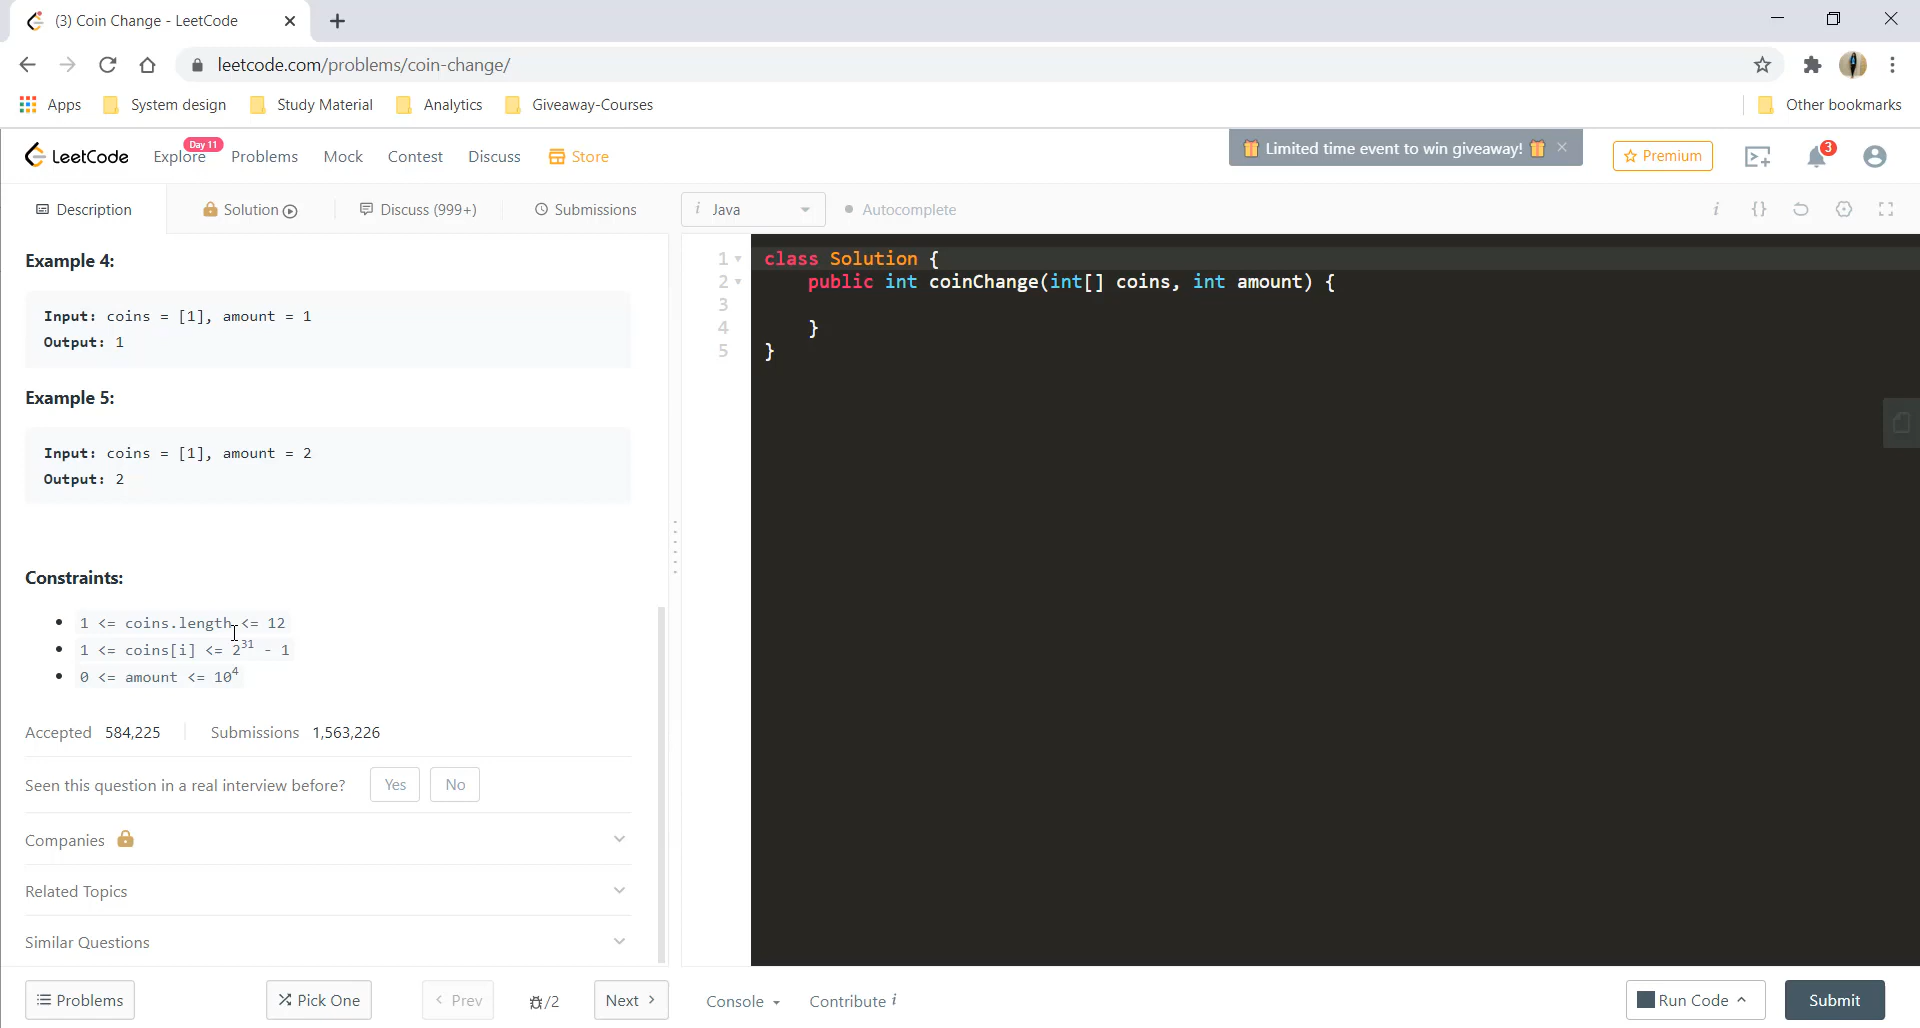 (3) Coin Change - LeetCode
leetcode.com/problems/coin-change/
Apps System design Study Material Analytics Giveaway-Courses Other bookmarks
LeetCode Explore Day 11 Problems Mock Contest Discuss Store Limited time event to win giveaway! Premium 3
Description Solution Discuss (999+) Submissions i Java Autocomplete i {}
Example 4:
Input: coins = [1], amount = 1
Output: 1
Example 5:
Input: coins = [1], amount = 2
Output: 2
Constraints:
1 <= coins.length <= 12
1 <= coins[i] <= 2^31 - 1
0 <= amount <= 10^4
Accepted 584,225 Submissions 1,563,226
Seen this question in a real interview before? Yes No
Companies
Related Topics
Similar Questions
1 class Solution {
2 public int coinChange(int[] coins, int amount) {
3
4 }
5 }
Problems Pick One < Prev /2 Next > Console Contribute i Run Code Submit